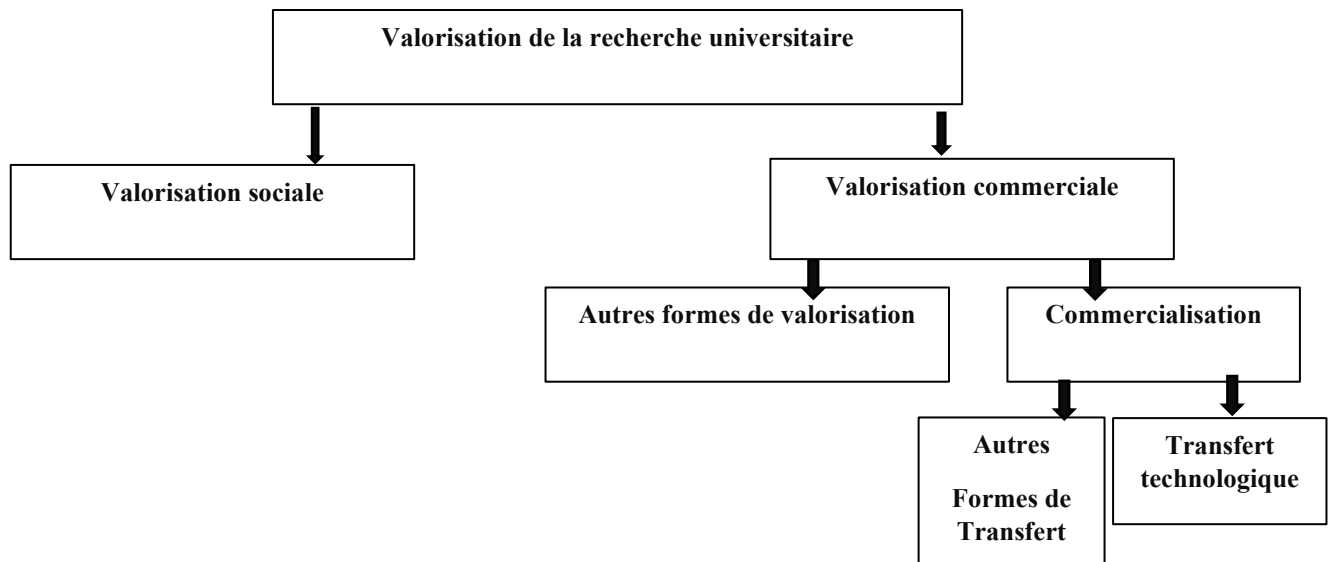 Valorisation de la recherche universitaire
Valorisation sociale
Valorisation commerciale
Autres formes de valorisation
Commercialisation
Autres
Formes de
Transfert
Transfert
technologique